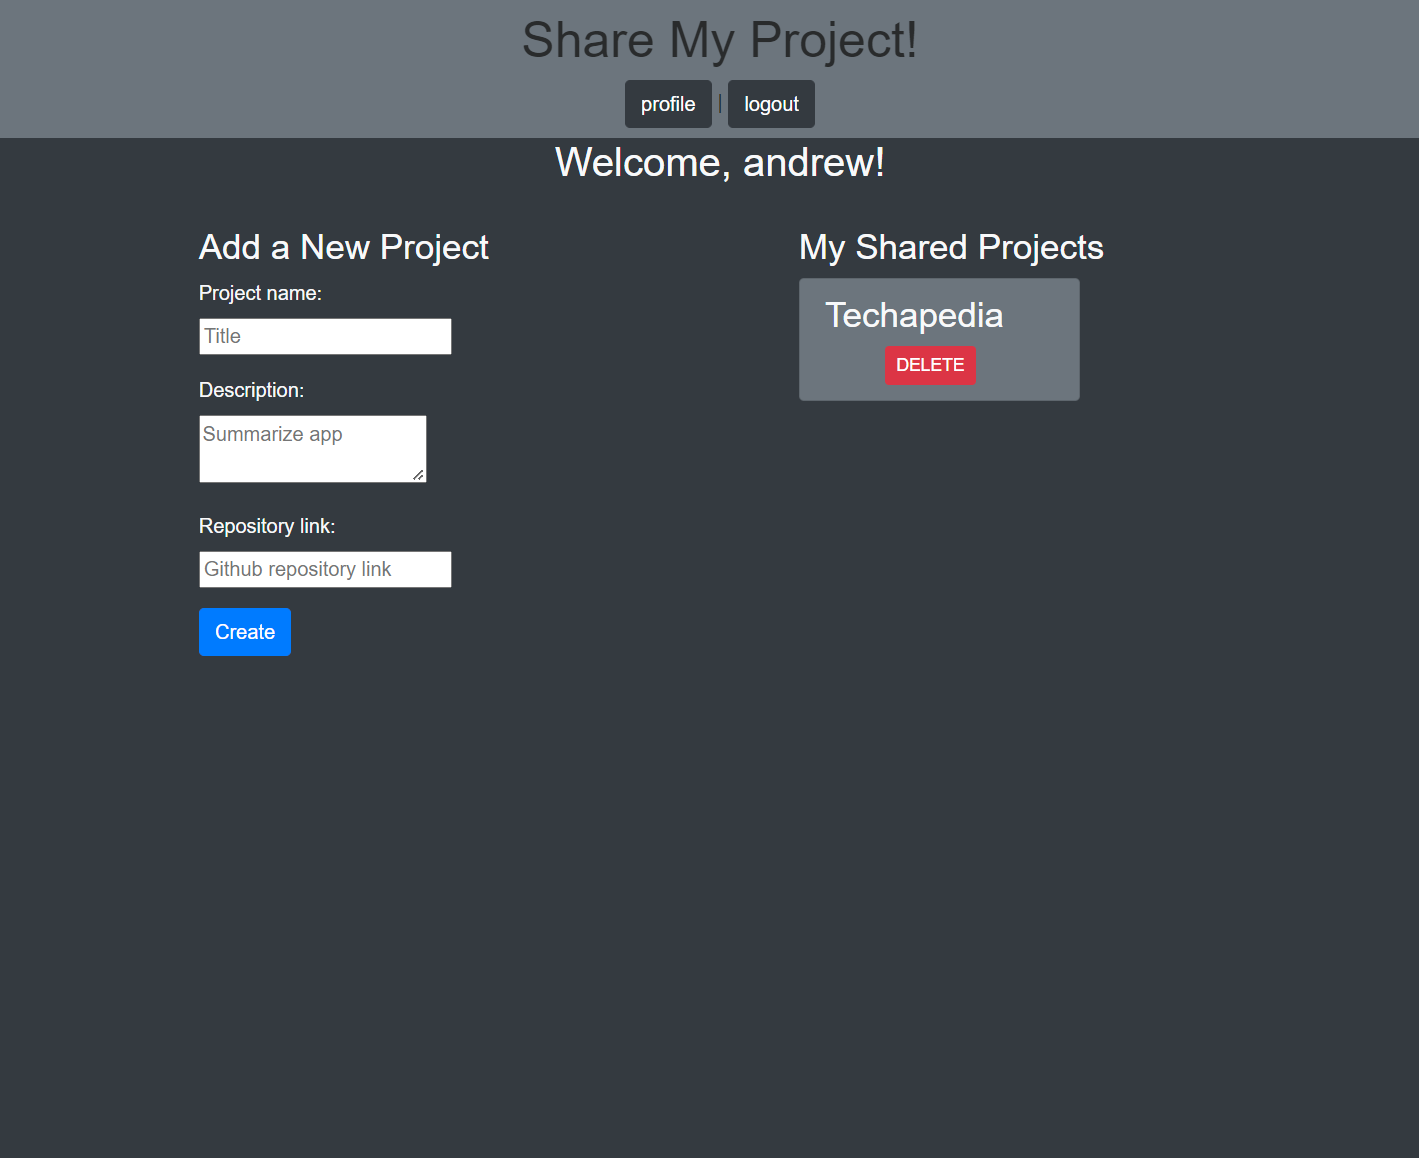 Share My Project!
profile | logout
Welcome, andrew!
Add a New Project
Project name:
Title
Description:
Summarize app
Repository link:
Github repository link
Create
My Shared Projects
Techapedia
DELETE